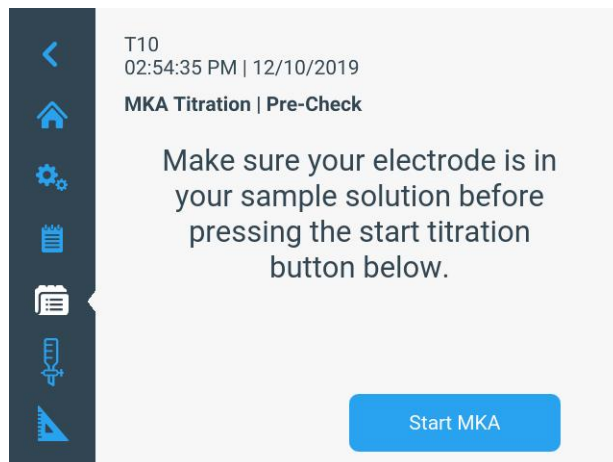 T10
02:54:35 PM | 12/10/2019
MKA Titration | Pre-Check
Make sure your electrode is in
your sample solution before
pressing the start titration
button below.
Start MKA